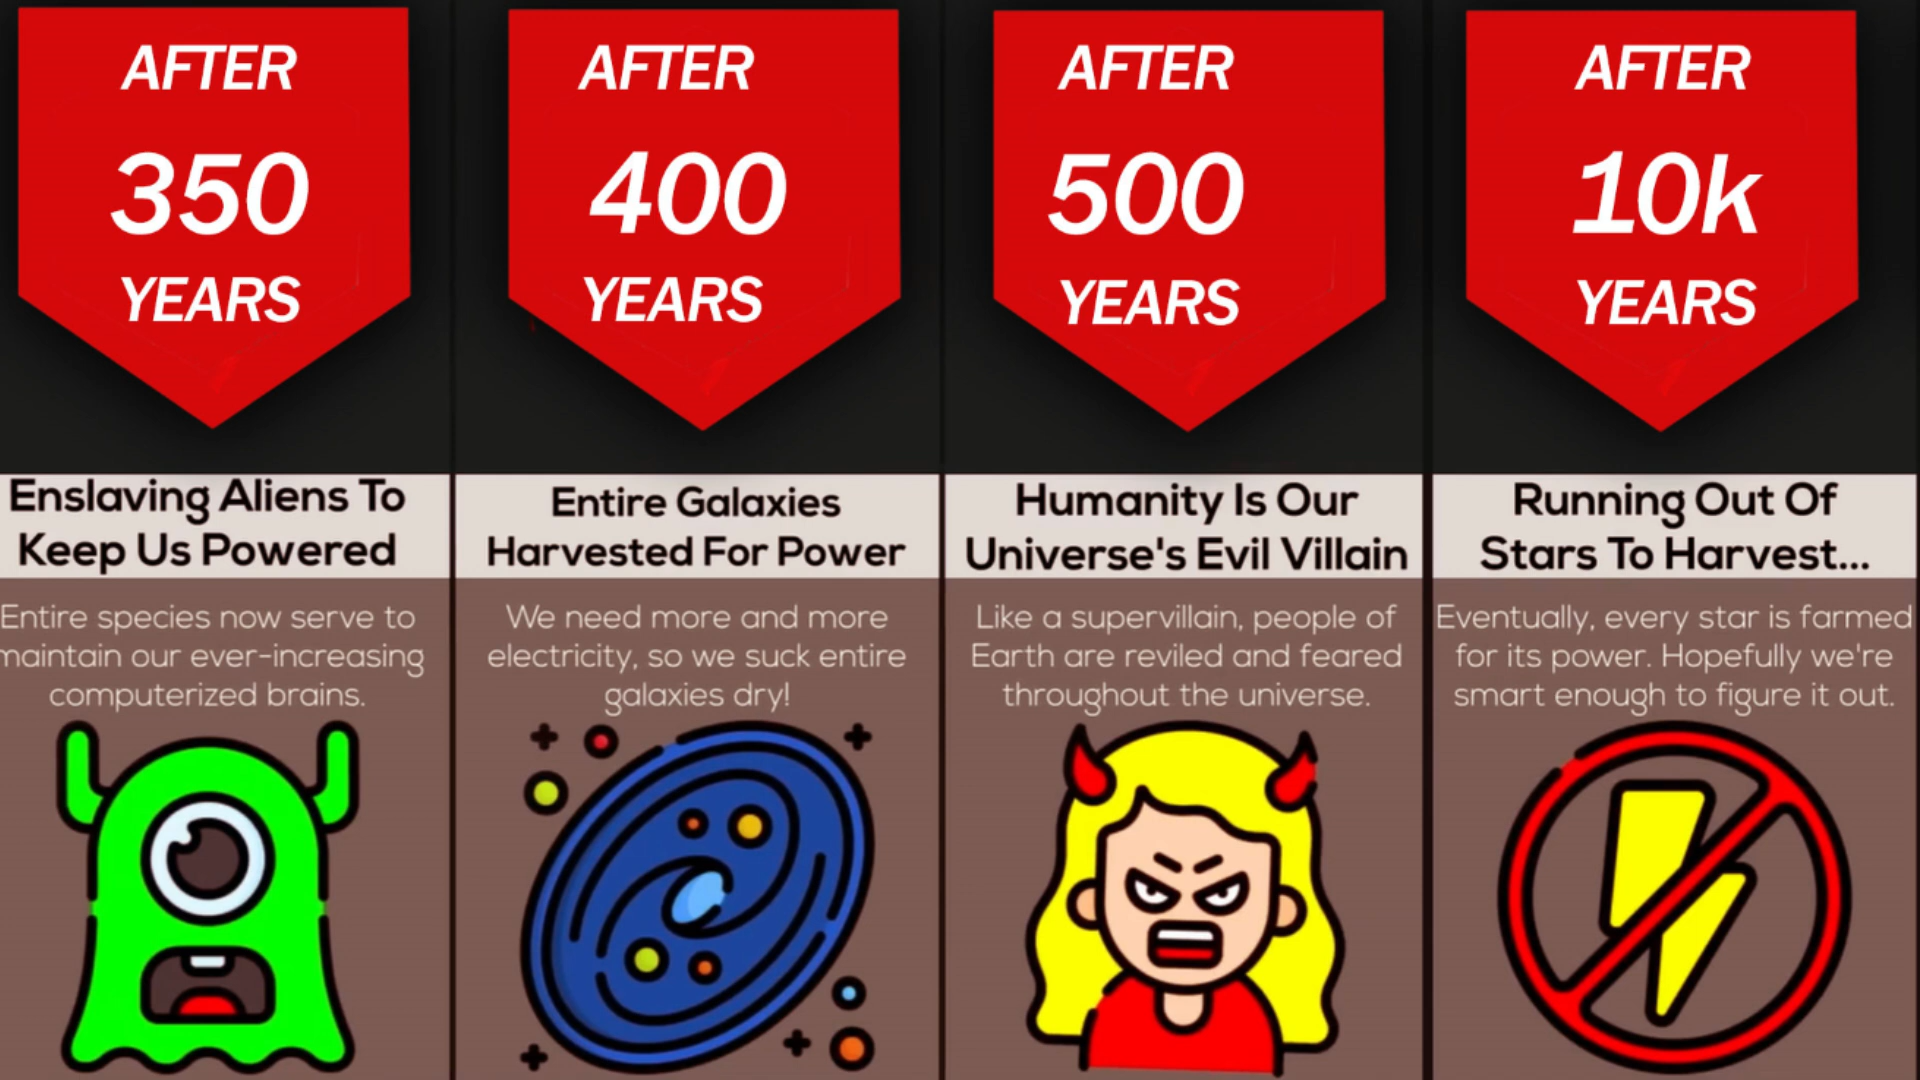 AFTER
350
YEARS
Enslaving Aliens To
Keep Us Powered
Entire species now serve to
maintain our ever-increasing
computerized brains.
AFTER
400
YEARS
Entire Galaxies
Harvested For Power
We need more and more
electricity, so we suck entire
galaxies dry!
AFTER
500
YEARS
Humanity Is Our
Universe's Evil Villain
Like a supervillain, people of
Earth are reviled and feared
throughout the universe.
AFTER
10k
YEARS
Running Out Of
Stars To Harvest...
Eventually, every star is farmed
for its power. Hopefully we're
smart enough to figure it out.